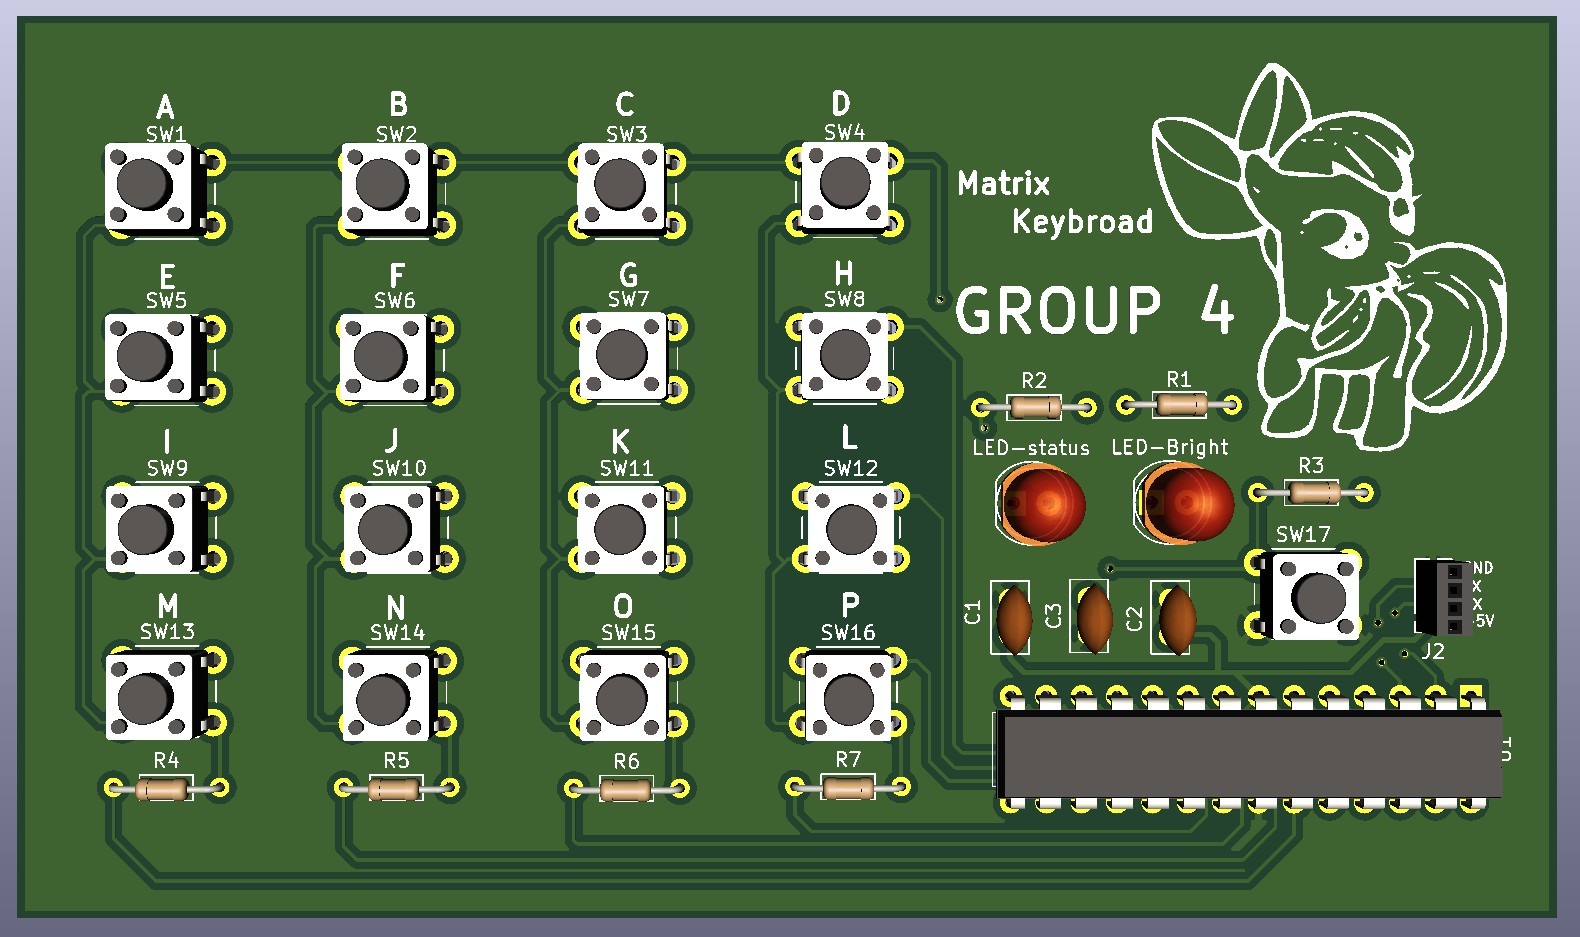 A B C D
SW1 SW2 SW3 SW4
Matrix
Keybroad
E F G H
SW5 SW6 SW7 SW8
GROUP 4
R2 R1
I J K L
LED-status LED-Bright
SW9 SW10 SW11 SW12
R3
SW17
M N O P
SW13 SW14 SW15 SW16
C1 C3 C2
ND
X
X
5V
J2
R4 R5 R6 R7